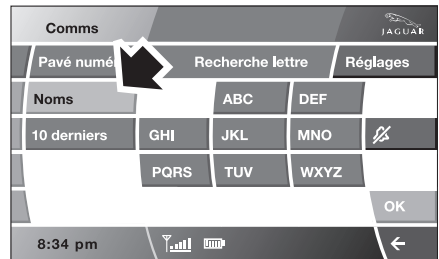 Comms
JAGUAR
Pavé numé Recherche lettre Réglages
Noms ABC DEF
10 derniers GHI JKL MNO
PQRS TUV WXYZ
OK
8:34 pm